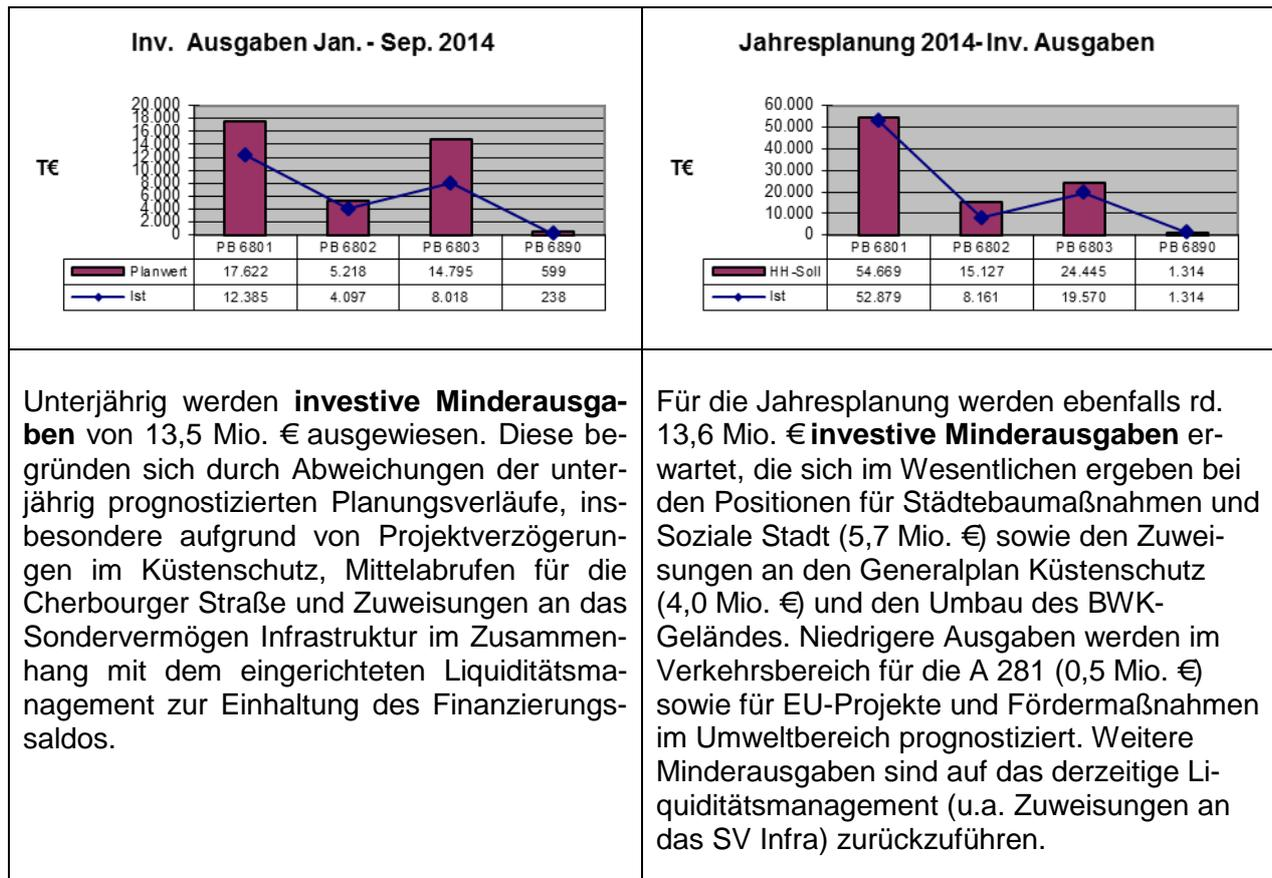 Inv. Ausgaben Jan. - Sep. 2014
T€
20.000
18.000
16.000
14.000
12.000
10.000
8.000
6.000
4.000
2.000
0
PB 6801 PB 6802 PB 6803 PB 6890
Planwert 17.622 5.218 14.795 599
Ist 12.385 4.097 8.018 238
Jahresplanung 2014-Inv. Ausgaben
T€
60.000
50.000
40.000
30.000
20.000
10.000
0
PB 6801 PB 6802 PB 6803 PB 6890
HH-Soll 54.669 15.127 24.445 1.314
Ist 52.879 8.161 19.570 1.314
Unterjährig werden investive Minderausga-
ben von 13,5 Mio. € ausgewiesen. Diese be-
gründen sich durch Abweichungen der unter-
jährig prognostizierten Planungsverläufe, ins-
besondere aufgrund von Projektverzögerun-
gen im Küstenschutz, Mittelabrufen für die
Cherbourger Straße und Zuweisungen an das
Sondervermögen Infrastruktur im Zusammen-
hang mit dem eingerichteten Liquiditätsma-
nagement zur Einhaltung des Finanzierungs-
saldos.
Für die Jahresplanung werden ebenfalls rd.
13,6 Mio. € investive Minderausgaben er-
wartet, die sich im Wesentlichen ergeben bei
den Positionen für Städtebaumaßnahmen und
Soziale Stadt (5,7 Mio. €) sowie den Zuwei-
sungen an den Generalplan Küstenschutz
(4,0 Mio. €) und den Umbau des BWK-
Geländes. Niedrigere Ausgaben werden im
Verkehrsbereich für die A 281 (0,5 Mio. €)
sowie für EU-Projekte und Fördermaßnahmen
im Umweltbereich prognostiziert. Weitere
Minderausgaben sind auf das derzeitige Li-
quiditätsmanagement (u.a. Zuweisungen an
das SV Infra) zurückzuführen.